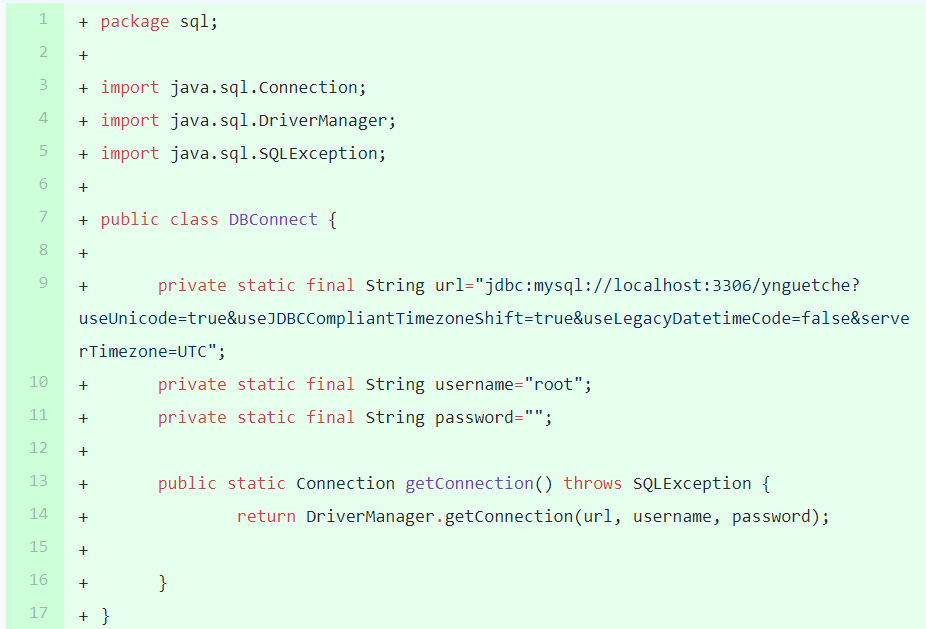 1 + package sql;
2 +
3 + import java.sql.Connection;
4 + import java.sql.DriverManager;
5 + import java.sql.SQLException;
6 +
7 + public class DBConnect {
8 +
9 + private static final String url="jdbc:mysql://localhost:3306/ynguetche?
useUnicode=true&useJDBCCompliantTimezoneShift=true&useLegacyDatetimeCode=false&serve
rTimezone=UTC";
10 + private static final String username="root";
11 + private static final String password="";
12 +
13 + public static Connection getConnection() throws SQLException {
14 + return DriverManager.getConnection(url, username, password);
15 +
16 + }
17 + }